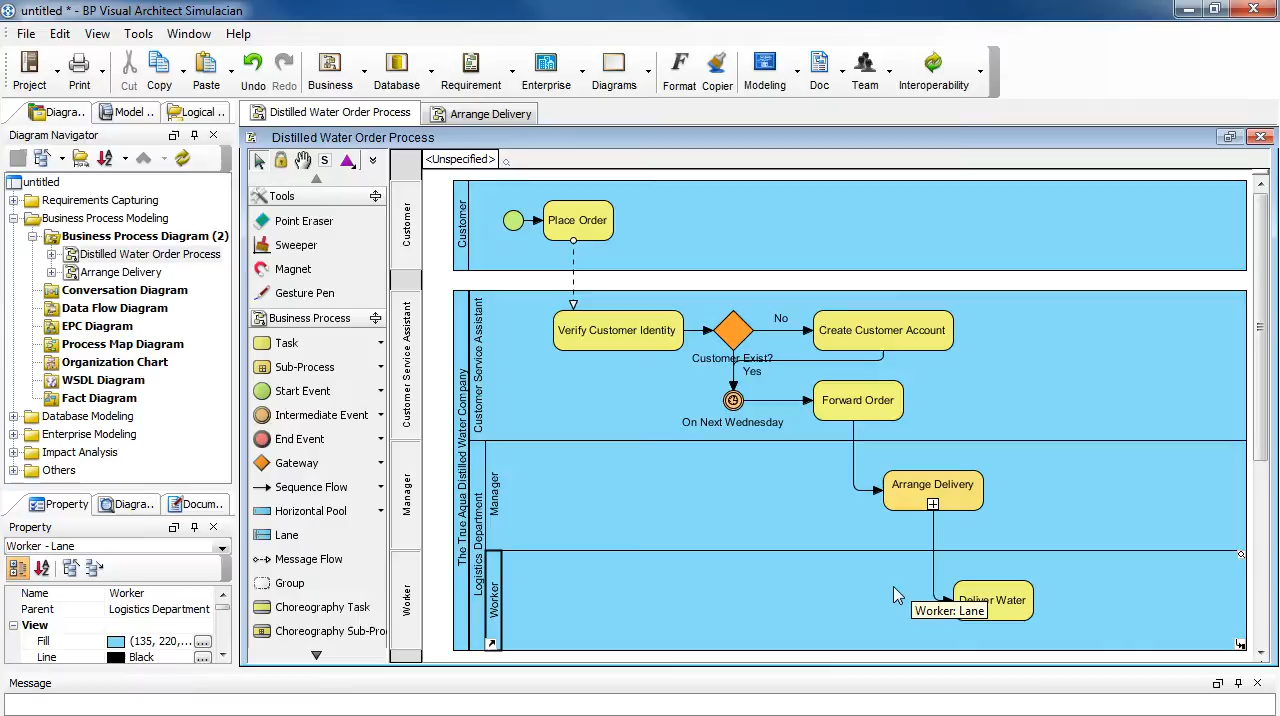 untitled * - BP Visual Architect Simulacian
File Edit View Tools Window Help
Project Print Cut Copy Paste Undo Redo Business Database Requirement Enterprise Diagrams Format Copier Modeling Doc Team Interoperability
Diagra.. Model .. Logical ..
Diagram Navigator
untitled
Requirements Capturing
Business Process Modeling
Business Process Diagram (2)
Distilled Water Order Process
Arrange Delivery
Conversation Diagram
Data Flow Diagram
EPC Diagram
Process Map Diagram
Organization Chart
WSDL Diagram
Fact Diagram
Database Modeling
Enterprise Modeling
Impact Analysis
Others
Property Diagra.. Docum..
Property
Worker - Lane
Name Worker
Parent Logistics Department
View
Fill (135, 220,...
Line Black
Message
Distilled Water Order Process Arrange Delivery
Distilled Water Order Process
S
<Unspecified>
Tools
Point Eraser
Sweeper
Magnet
Gesture Pen
Business Process
Task
Sub-Process
Start Event
Intermediate Event
End Event
Gateway
Sequence Flow
Horizontal Pool
Lane
Message Flow
Group
Choreography Task
Choreography Sub-Pro
Customer
Customer Service Assistant
Manager
Worker
Customer
Place Order
The True Aqua Distilled Water Company
Customer Service Assistant
Verify Customer Identity
No
Create Customer Account
Customer Exist?
Yes
On Next Wednesday
Forward Order
Logistics Department
Manager
Arrange Delivery
Worker
Deliver Water
Worker: Lane